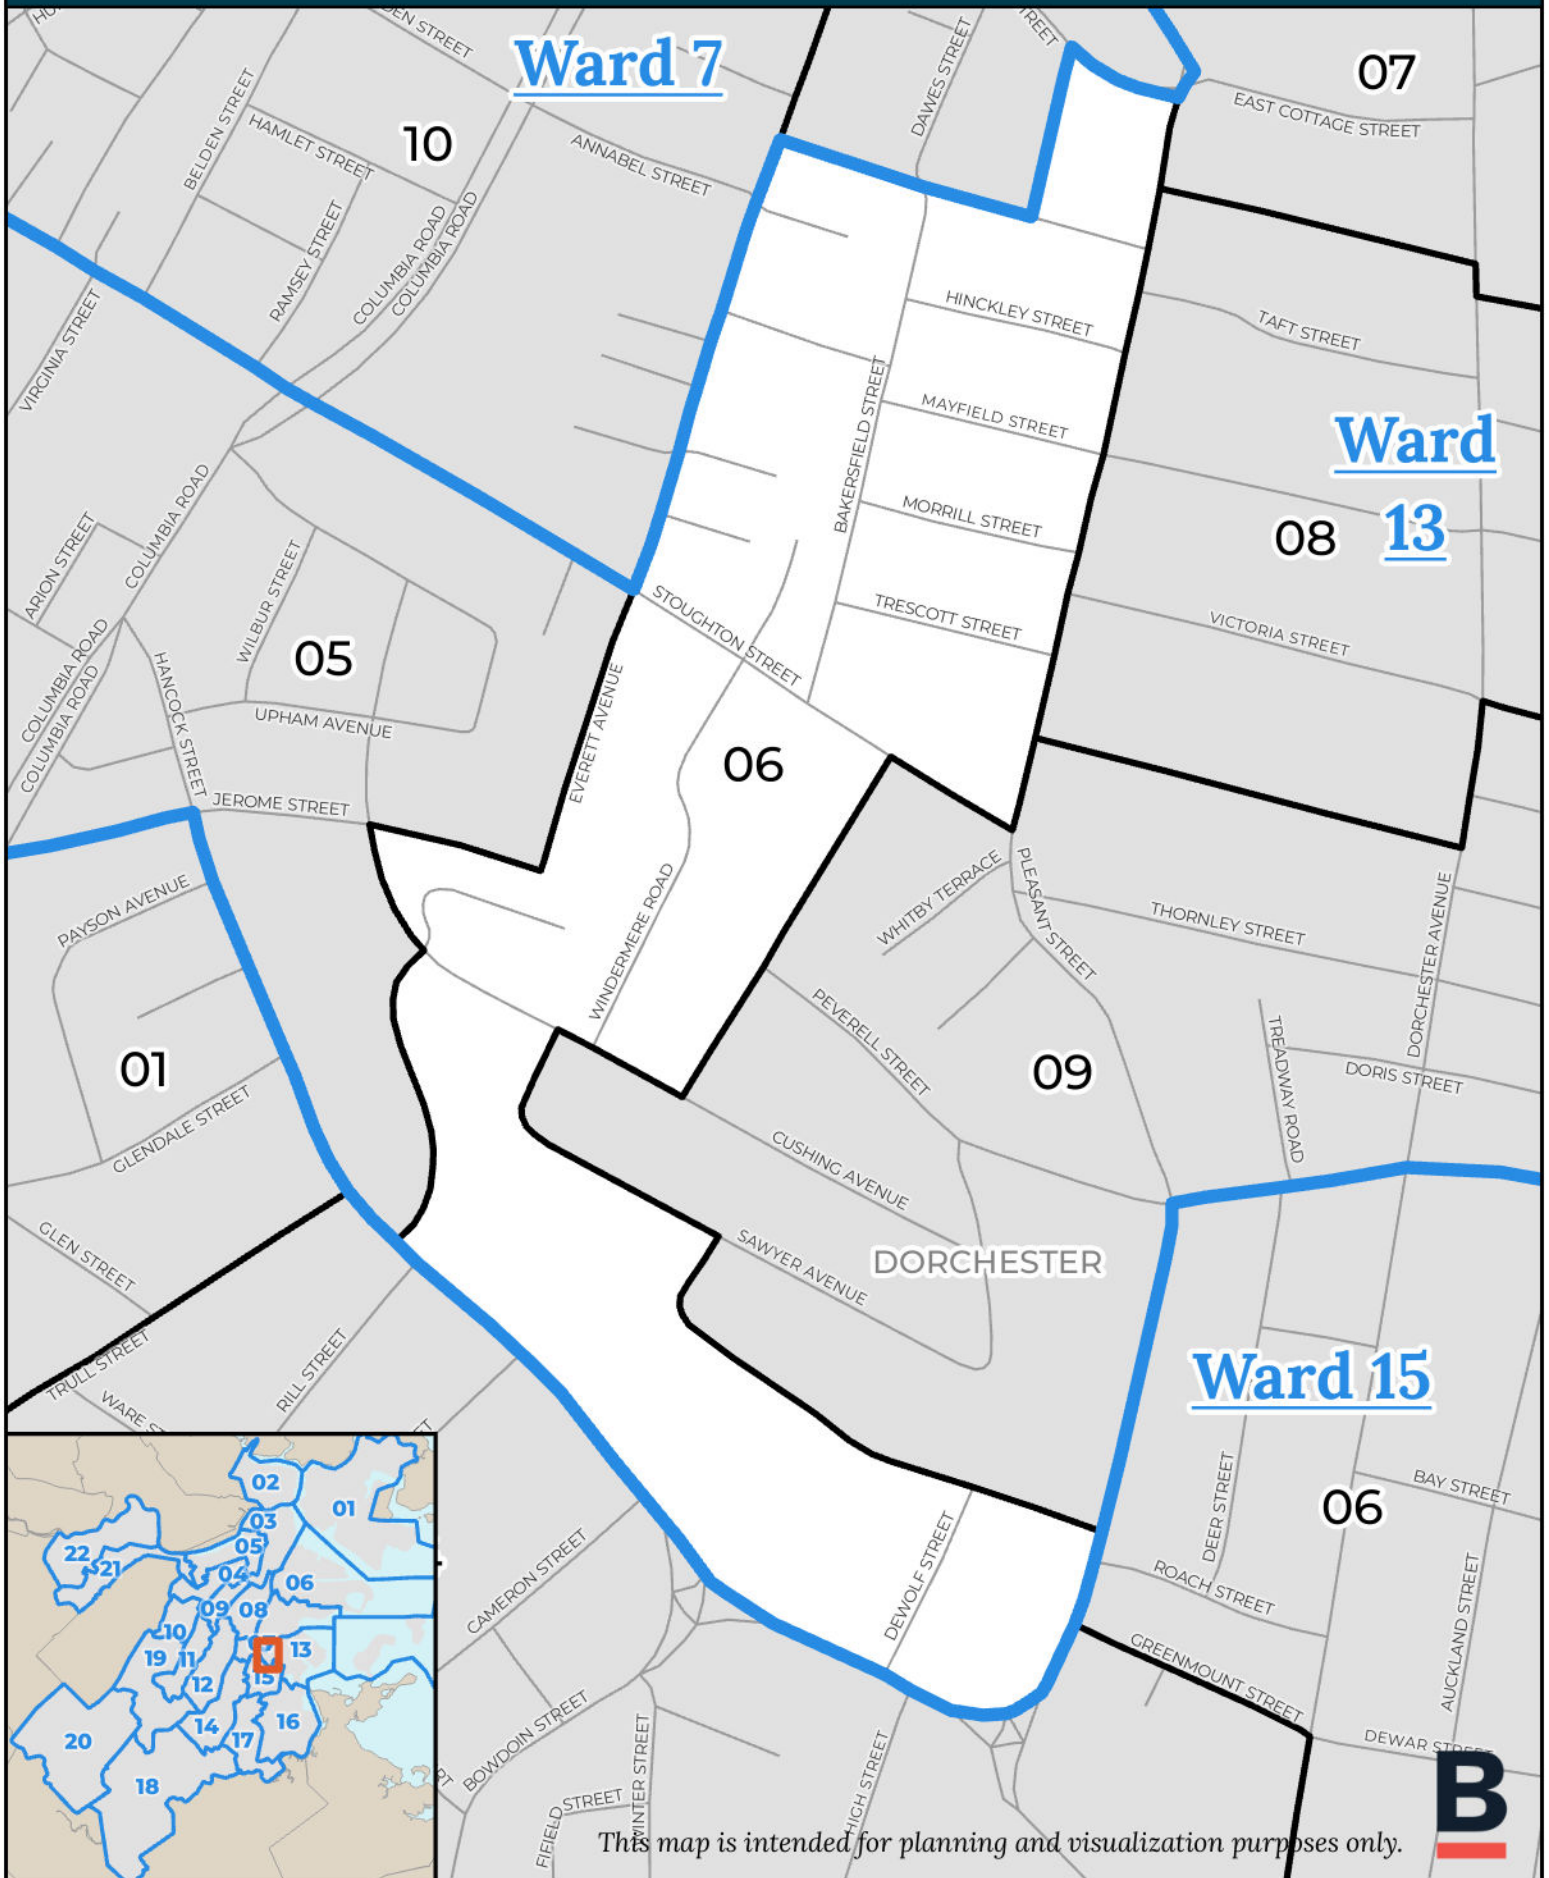 DEN STREET
Ward 7
DAWES STREET
07
EAST COTTAGE STREET
BELDEN STREET
HAMLET STREET
10
ANNABEL STREET
RAMSEY STREET
COLUMBIA ROAD
COLUMBIA ROAD
VIRGINIA STREET
HINCKLEY STREET
TAFT STREET
BAKERSFIELD STREET
MAYFIELD STREET
Ward
13
08
MORRILL STREET
ARION STREET
COLUMBIA ROAD
WILBUR STREET
STOUGHTON STREET
TRESCOTT STREET
VICTORIA STREET
COLUMBIA ROAD
COLUMBIA ROAD
HANCOCK STREET
05
UPHAM AVENUE
EVERETT AVENUE
06
JEROME STREET
PAYSON AVENUE
WINDERMERE ROAD
WHITBY TERRACE
PLEASANT STREET
THORNLEY STREET
DORCHESTER AVENUE
PEVERELL STREET
01
09
TREADWAY ROAD
DORIS STREET
GLENDALE STREET
CUSHING AVENUE
GLEN STREET
SAWYER AVENUE
DORCHESTER
TRULL STREET
RILL STREET
Ward 15
WARE ST
DEER STREET
BAY STREET
06
DEWOLF STREET
CAMERON STREET
ROACH STREET
AUCKLAND STREET
GREENMOUNT STREET
BOWDOIN STREET
WINTER STREET
HIGH STREET
DEWAR STREET
FIFIELD STREET
02
01
03
05
22
21
04
06
09
08
10
19
11
13
12
15
14
17
16
20
18
This map is intended for planning and visualization purposes only.
B